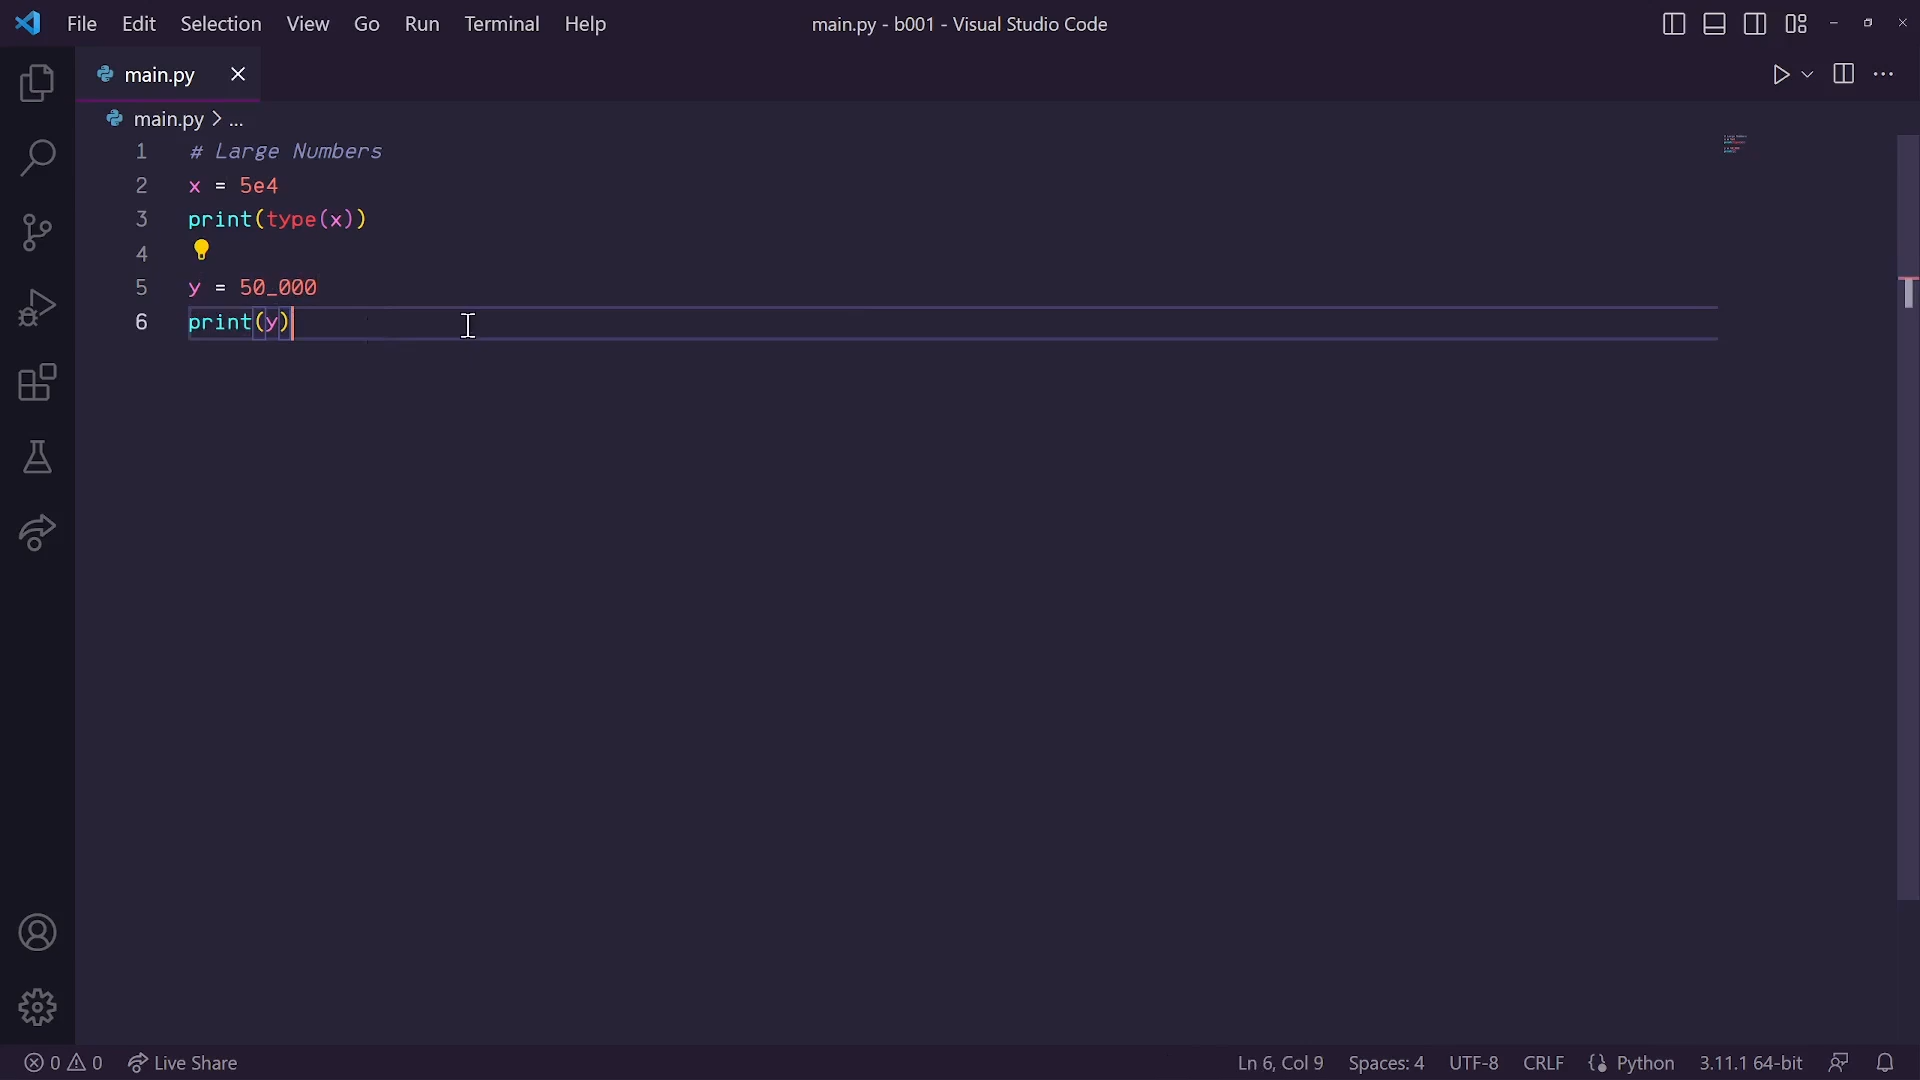 File Edit Selection View Go Run Terminal Help main.py - b001 - Visual Studio Code
main.py
main.py > ...
1 # Large Numbers
2 x = 5e4
3 print(type(x))
4
5 y = 50_000
6 print(y)
0 0 Live Share Ln 6, Col 9 Spaces: 4 UTF-8 CRLF Python 3.11.1 64-bit